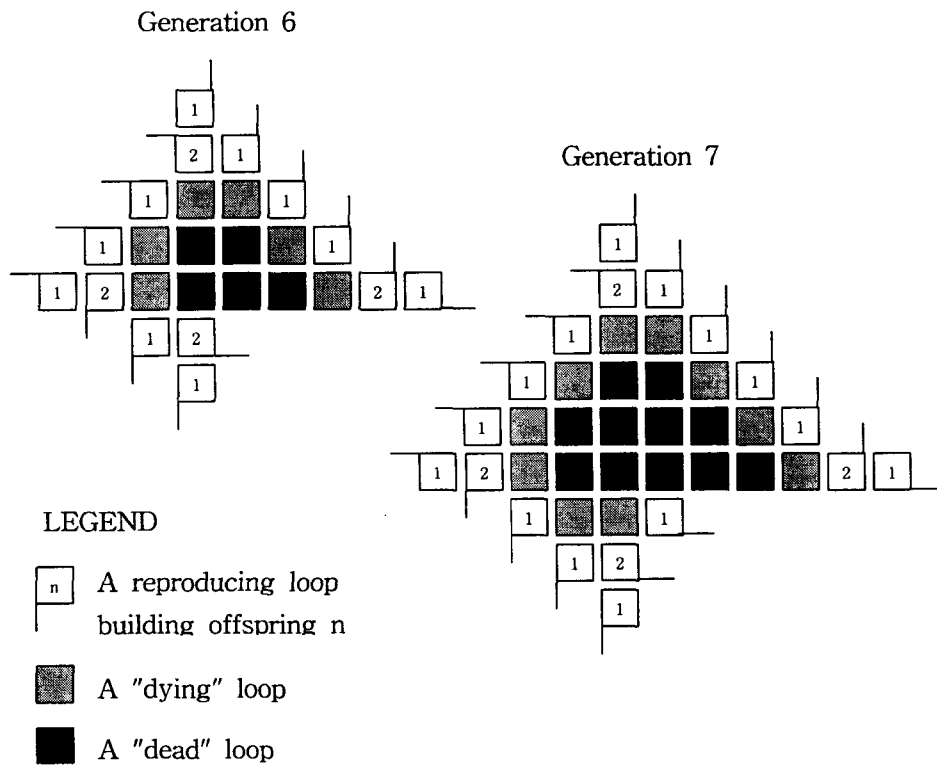 Generation 6
1
2 1
1 1
1 1
1 2 2 1
1 2
1
Generation 7
1
2 1
1 1
1 1
1 1
1 2 2 1
1 1
1 2
1
LEGEND
n A reproducing loop
building offspring n
A "dying" loop
A "dead" loop